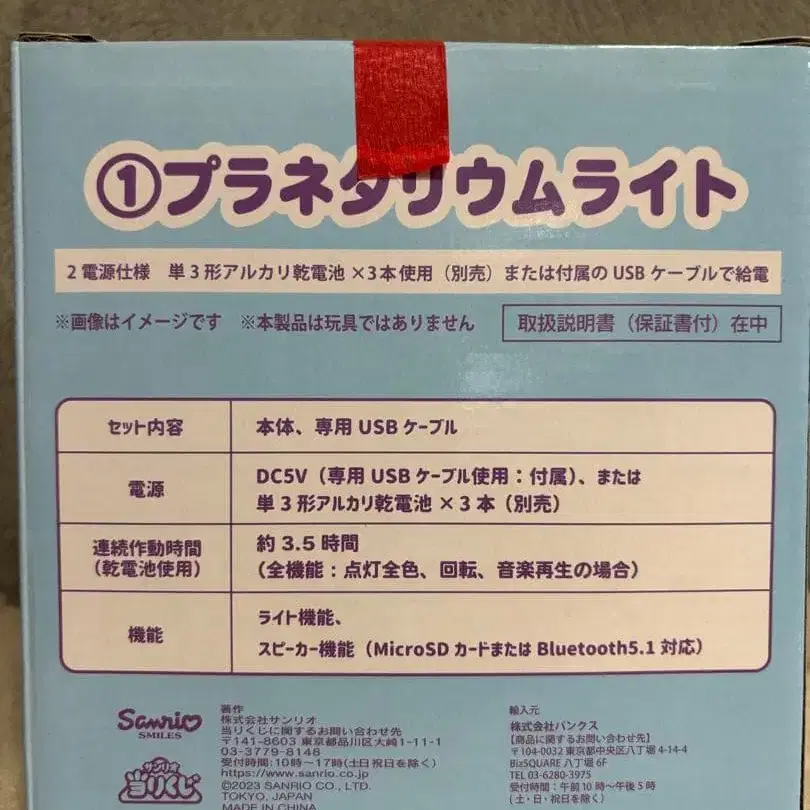 ①プラネタリウムライト
2電源仕様 単3形アルカリ乾電池×3本使用（別売）または付属のUSBケーブルで給電
※画像はイメージです ※本製品は玩具ではありません 取扱説明書（保証書付）在中
セット内容 本体、専用USBケーブル
電源 DC5V（専用USBケーブル使用：付属）、または
単3形アルカリ乾電池×3本（別売）
連続作動時間
（乾電池使用）
約3.5時間
（全機能：点灯全色、回転、音楽再生の場合）
機能
ライト機能、
スピーカー機能（MicroSDカードまたはBluetooth5.1対応）
Sanrio
SMILES
サンリオ
当りくじ
著作
株式会社サンリオ
当りくじに関するお問い合わせ先
〒141-8603 東京都品川区大崎1-11-1
03-3779-8148
受付時間:10時～17時(土日祝日を除く)
https://www.sanrio.co.jp
©2023 SANRIO CO., LTD.
TOKYO, JAPAN
MADE IN CHINA
輸入元
株式会社バンクス
【商品に関するお問い合わせ先】
〒104-0032 東京都中央区八丁堀4-14-4
BizSQUARE 八丁堀 6F
TEL 03-6280-3975
受付時間：午前10時～午後5時
(土・日・祝日を除く)